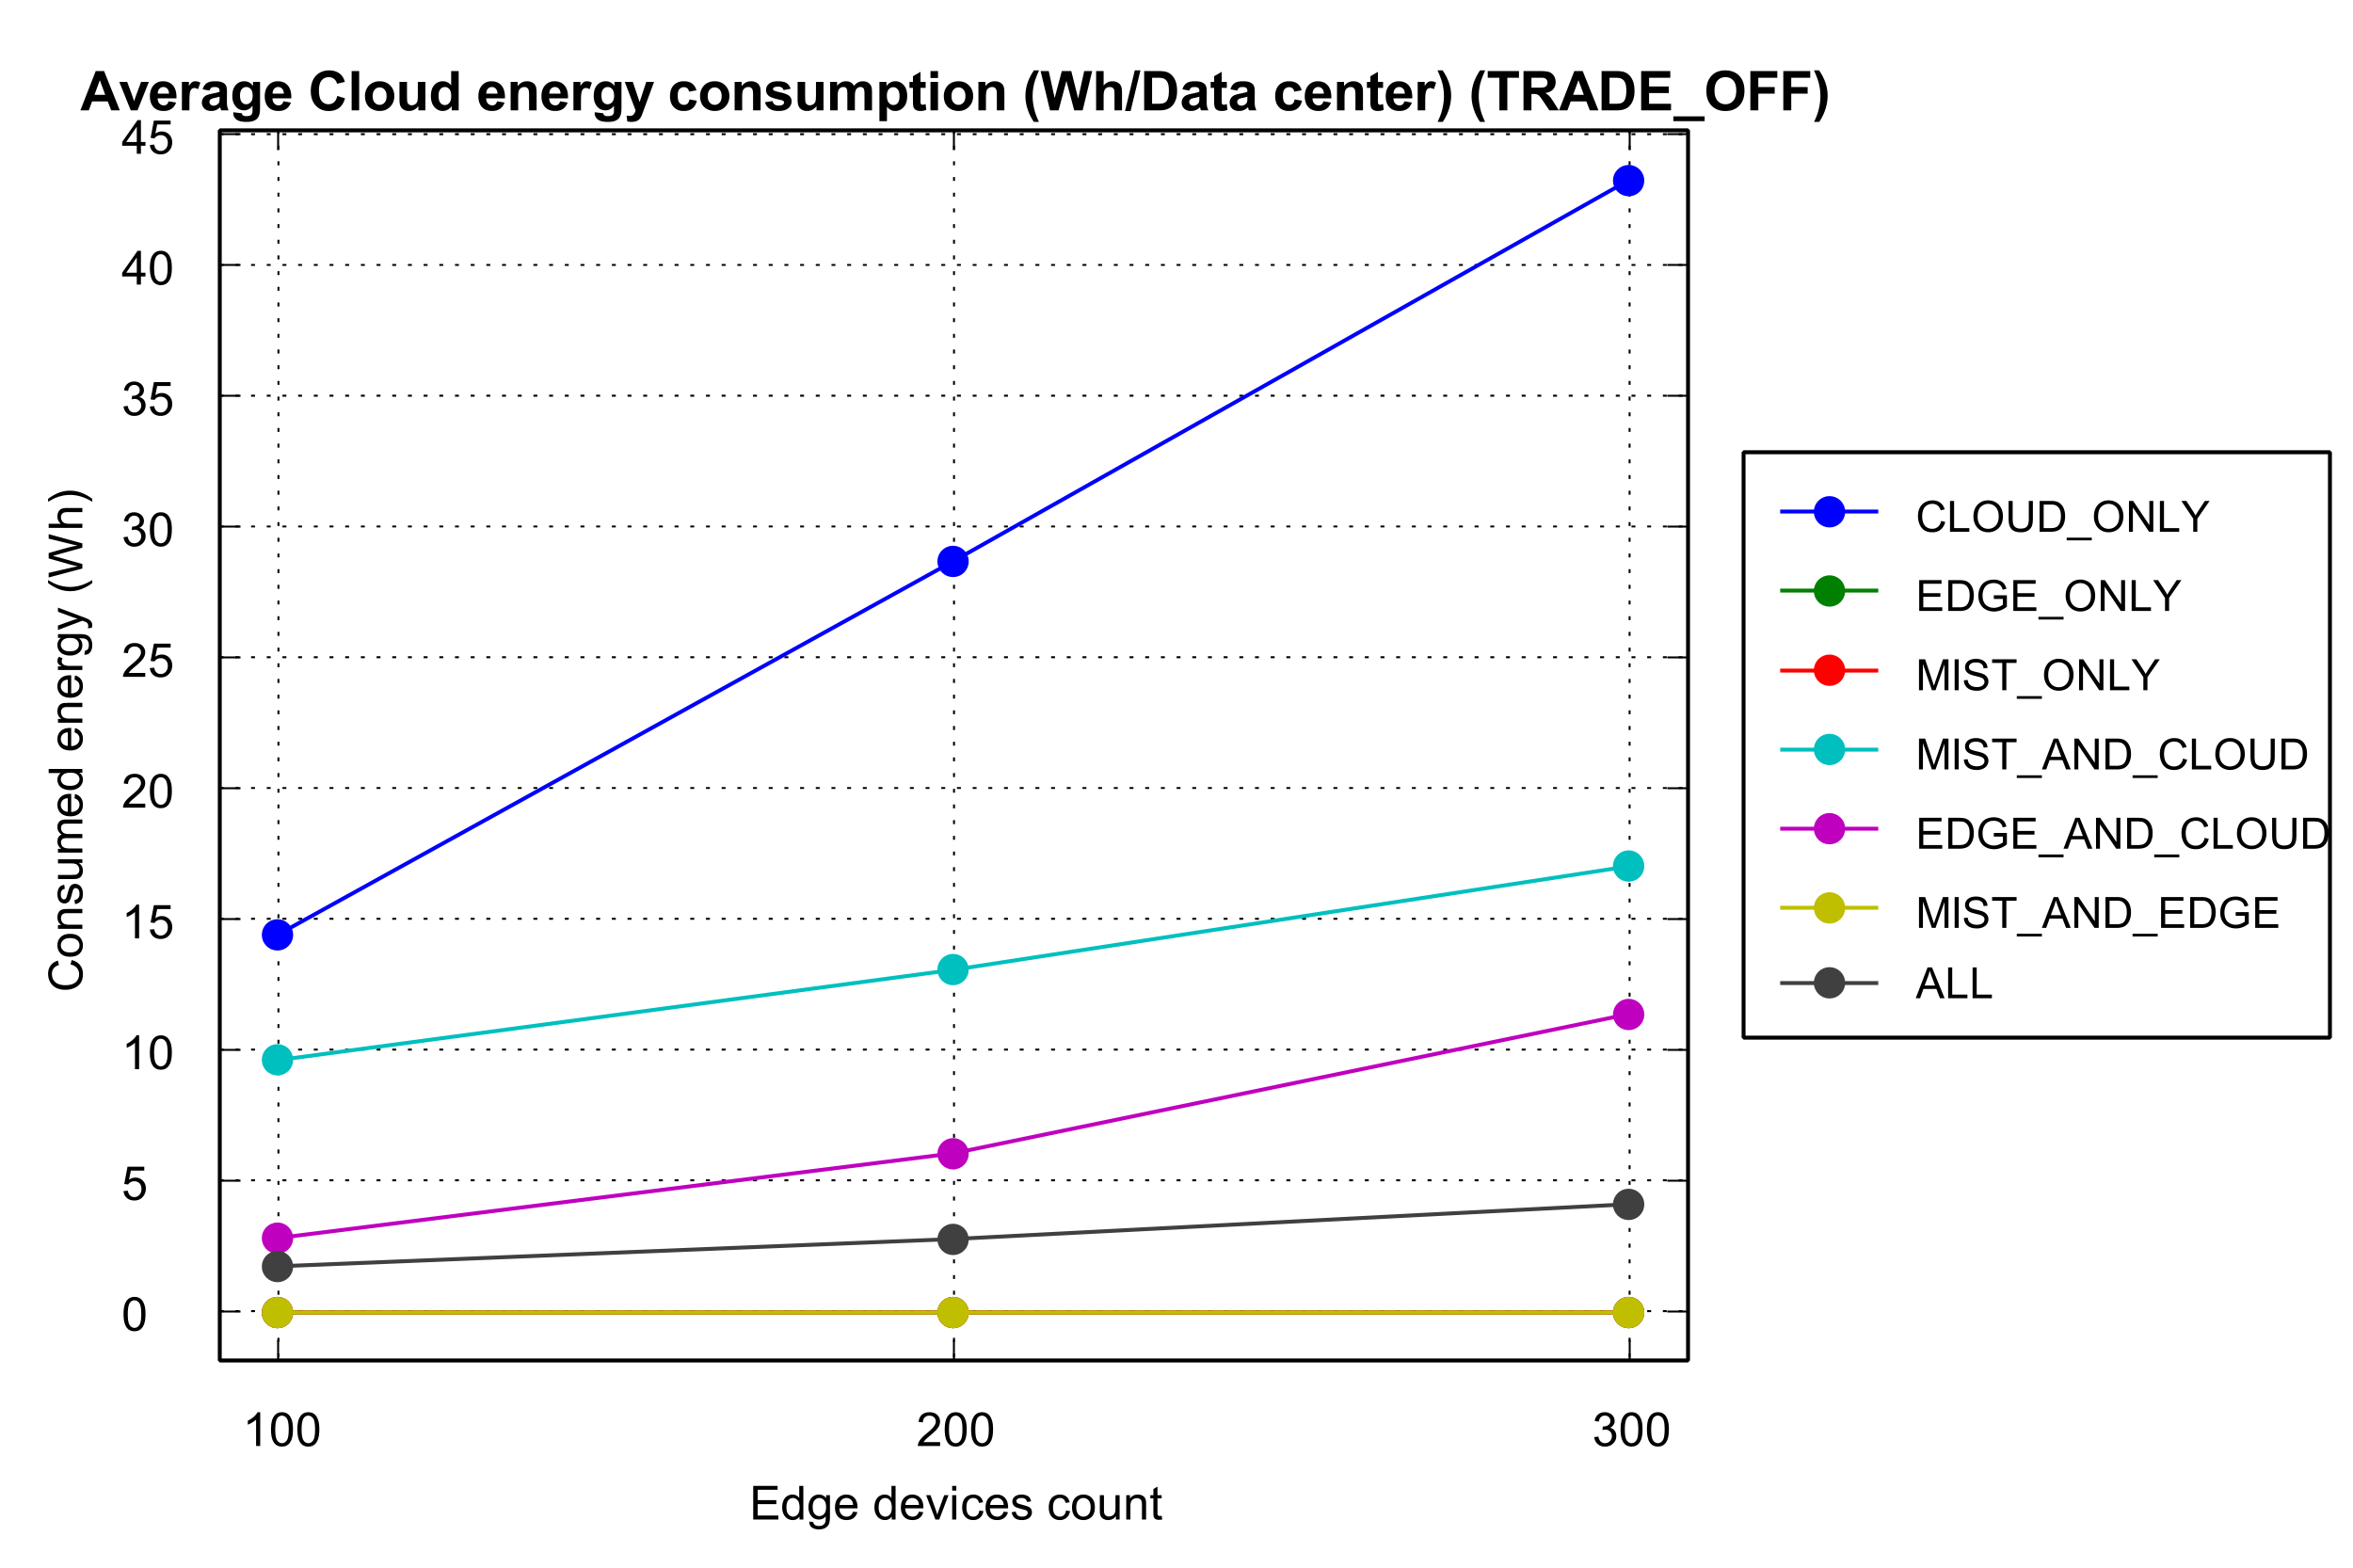 Average Cloud energy consumption (Wh/Data center) (TRADE_OFF)
45
40
35
30
25
20
15
10
5
0
Consumed energy (Wh)
100
200
300
Edge devices count
CLOUD_ONLY
EDGE_ONLY
MIST_ONLY
MIST_AND_CLOUD
EDGE_AND_CLOUD
MIST_AND_EDGE
ALL